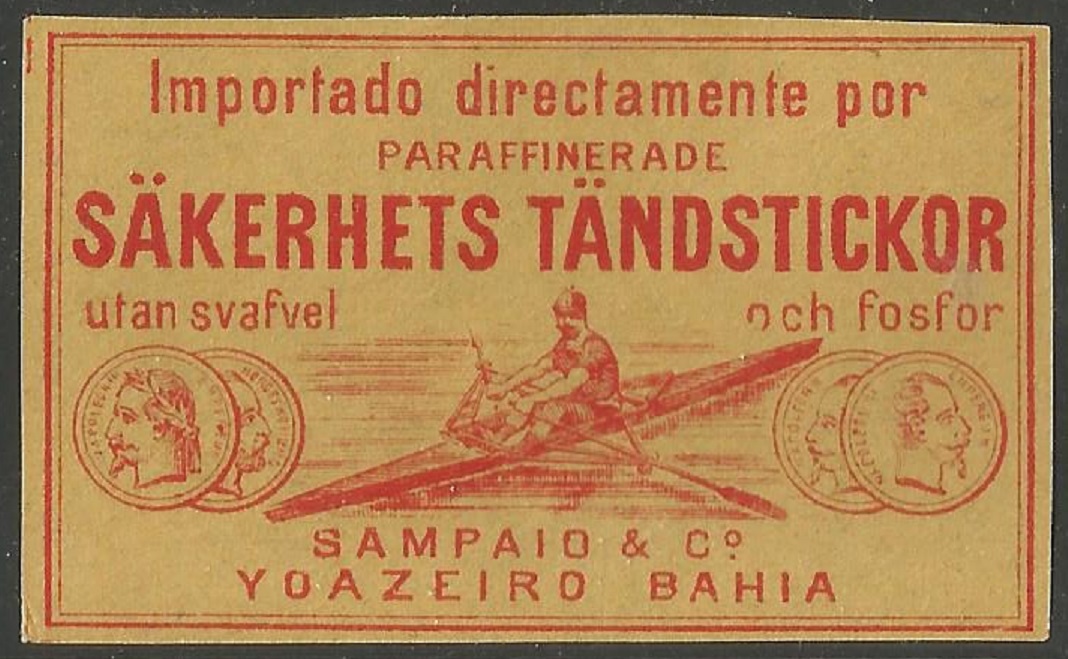 Importado directamente por
PARAFFINERADE
SÄKERHETS TÄNDSTICKOR
utan svafvel och fosfor
SAMPAIO & Cº
YOAZEIRO BAHIA